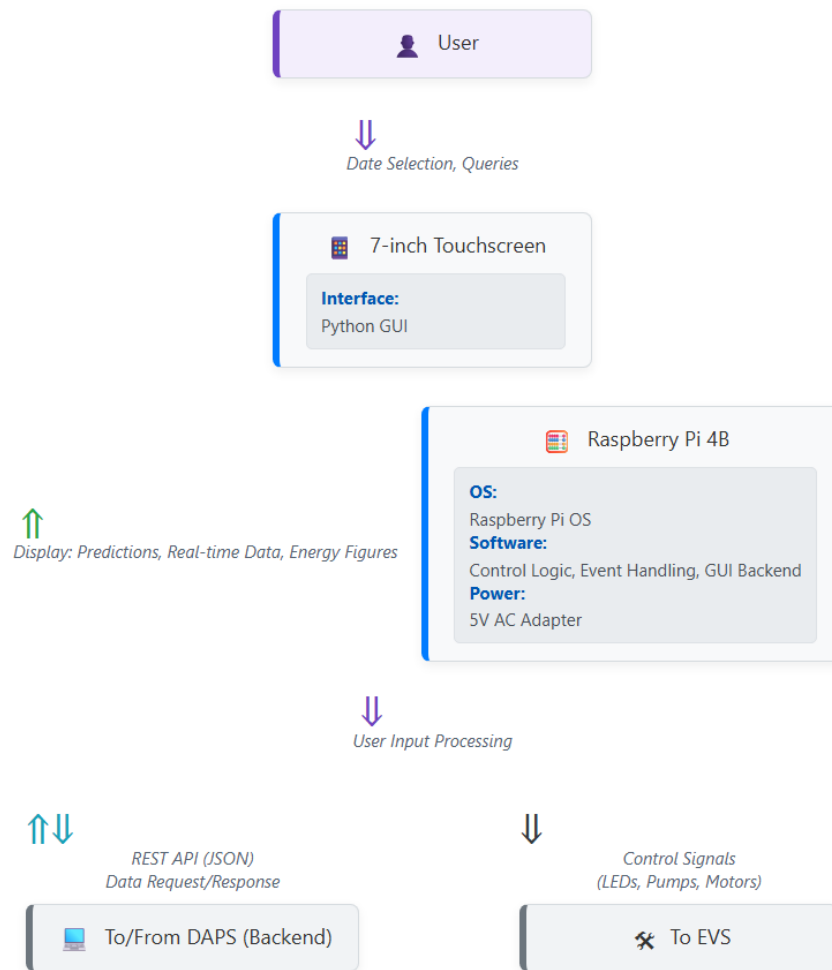 User
Date Selection, Queries
7-inch Touchscreen
Interface:
Python GUI
Raspberry Pi 4B
OS:
Raspberry Pi OS
Software:
Control Logic, Event Handling, GUI Backend
Power:
5V AC Adapter
Display: Predictions, Real-time Data, Energy Figures
User Input Processing
REST API (JSON)
Data Request/Response
Control Signals
(LEDs, Pumps, Motors)
To/From DAPS (Backend)
To EVS